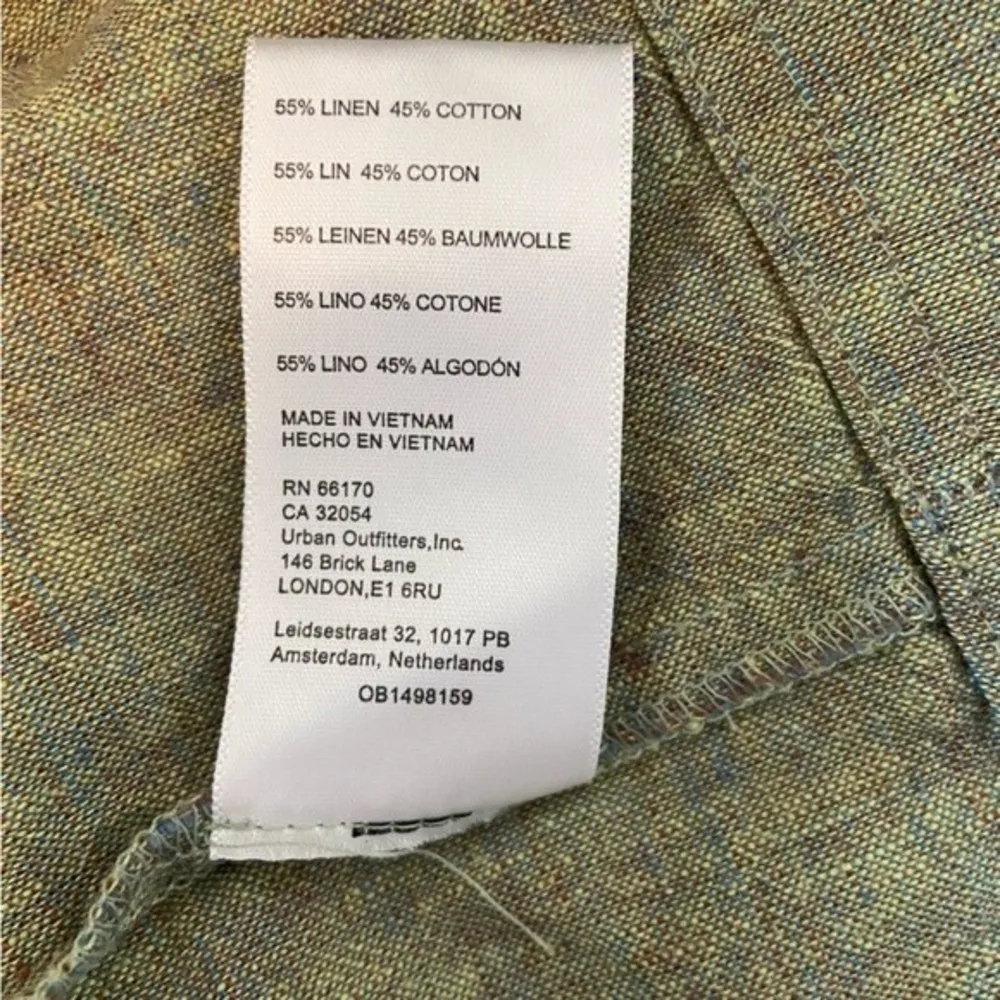 55% LINEN 45% COTTON
55% LIN 45% COTON
55% LEINEN 45% BAUMWOLLE
55% LINO 45% COTONE
55% LINO 45% ALGODÓN
MADE IN VIETNAM
HECHO EN VIETNAM
RN 66170
CA 32054
Urban Outfitters,Inc.
146 Brick Lane
LONDON,E1 6RU
Leidsestraat 32, 1017 PB
Amsterdam, Netherlands
OB1498159